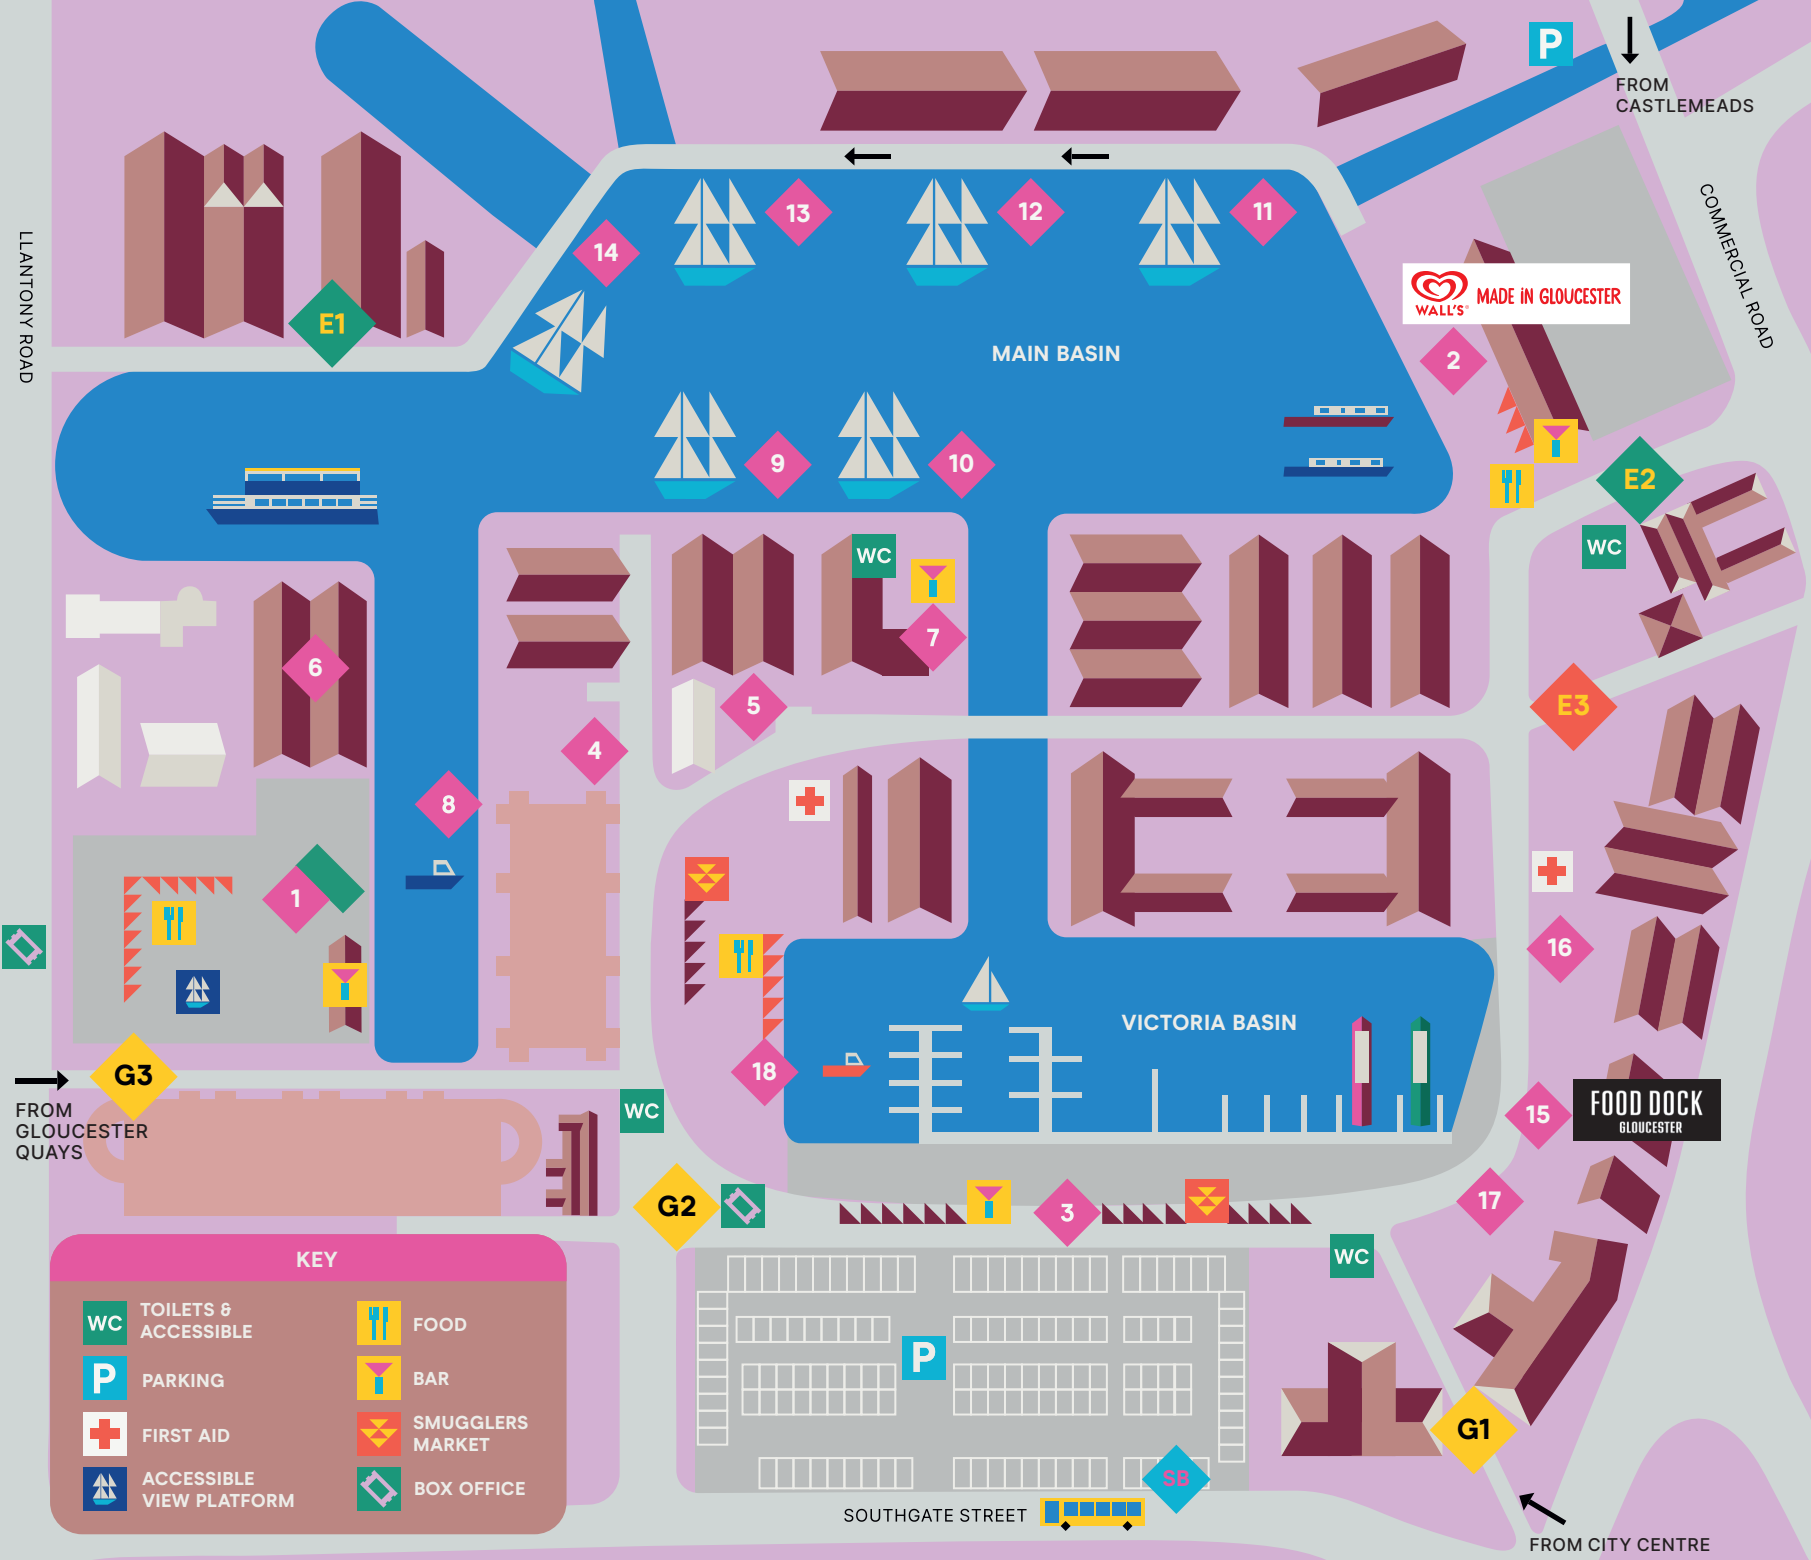 P
FROM
CASTLEMEADS
COMMERCIAL ROAD
LLANTONY ROAD
13
12
11
14
E1
WALL'S
MADE iN GLOUCESTER
2
MAIN BASIN
9
10
E2
WC
WC
7
6
5
4
E3
8
1
16
VICTORIA BASIN
18
G3
FROM
GLOUCESTER
QUAYS
WC
15
FOOD DOCK
GLOUCESTER
G2
3
17
WC
KEY
WC
TOILETS &
ACCESSIBLE
FOOD
P
PARKING
BAR
FIRST AID
SMUGGLERS
MARKET
ACCESSIBLE
VIEW PLATFORM
BOX OFFICE
P
G1
SB
SOUTHGATE STREET
FROM CITY CENTRE